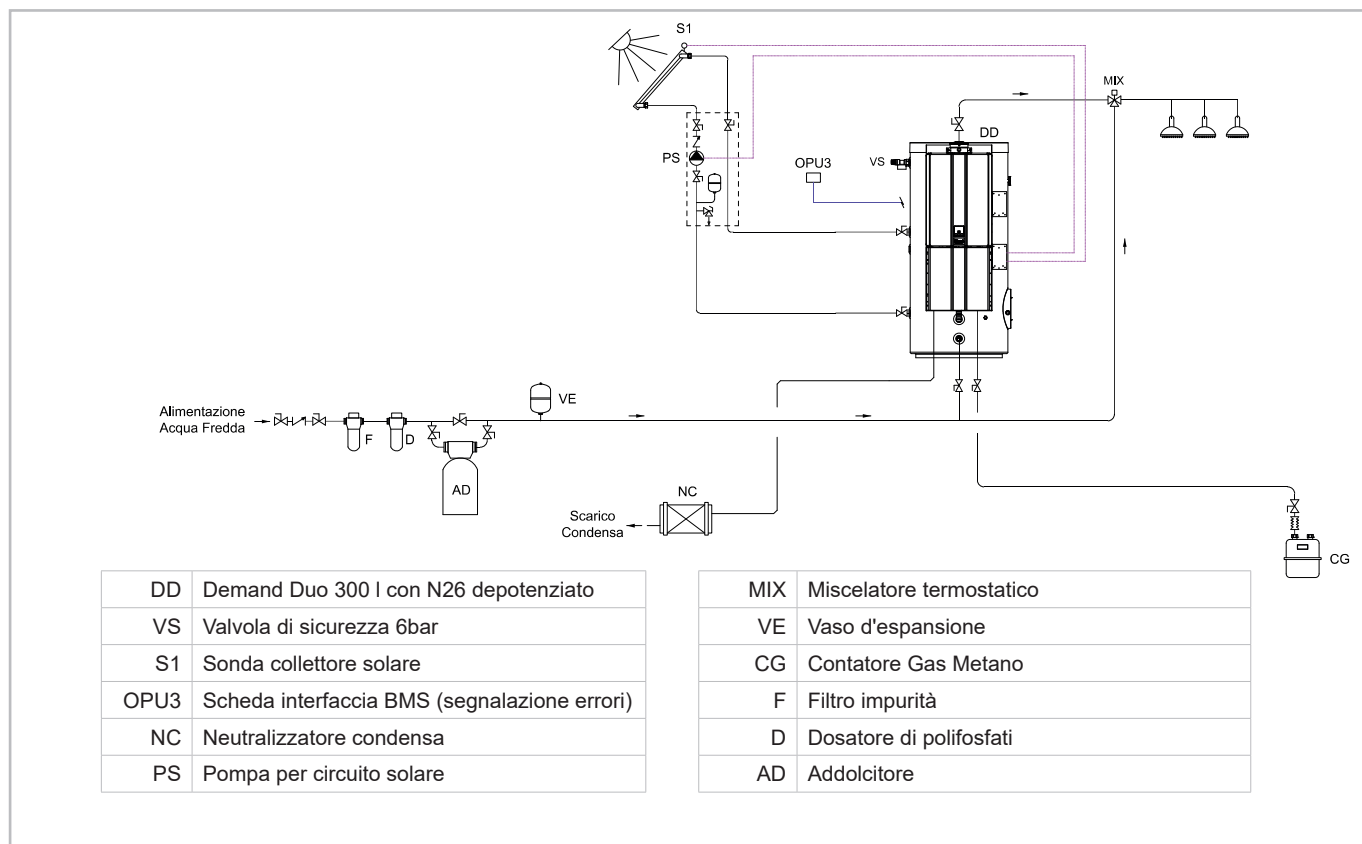 S1
MIX
DD
PS
OPU3
VS
VE
Alimentazione
Acqua Fredda
F
D
AD
NC
Scarico
Condensa
CG
DD Demand Duo 300 l con N26 depotenziato
VS Valvola di sicurezza 6bar
S1 Sonda collettore solare
OPU3 Scheda interfaccia BMS (segnalazione errori)
NC Neutralizzatore condensa
PS Pompa per circuito solare
MIX Miscelatore termostatico
VE Vaso d'espansione
CG Contatore Gas Metano
F Filtro impurità
D Dosatore di polifosfati
AD Addolcitore